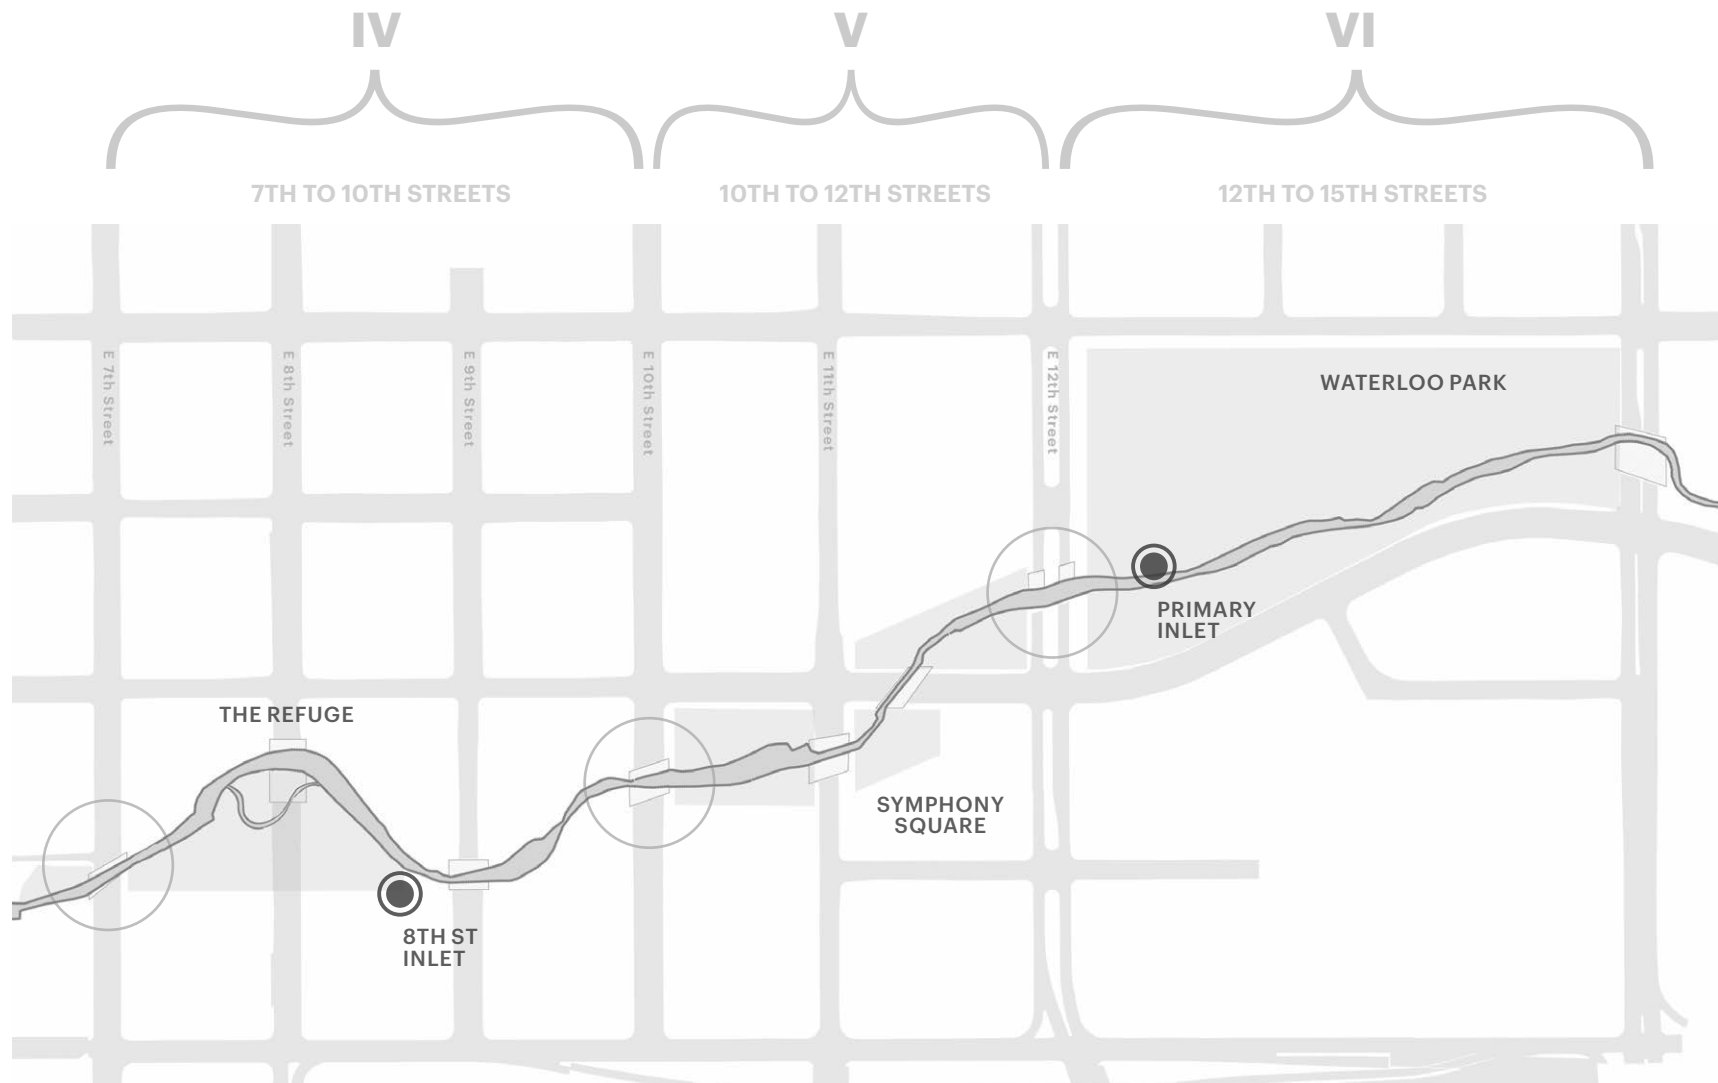 IV
V
VI
7TH TO 10TH STREETS
10TH TO 12TH STREETS
12TH TO 15TH STREETS
E 7th Street
E 8th Street
E 9th Street
E 10th Street
E 11th Street
E 12th Street
WATERLOO PARK
PRIMARY
INLET
THE REFUGE
SYMPHONY
SQUARE
8TH ST
INLET